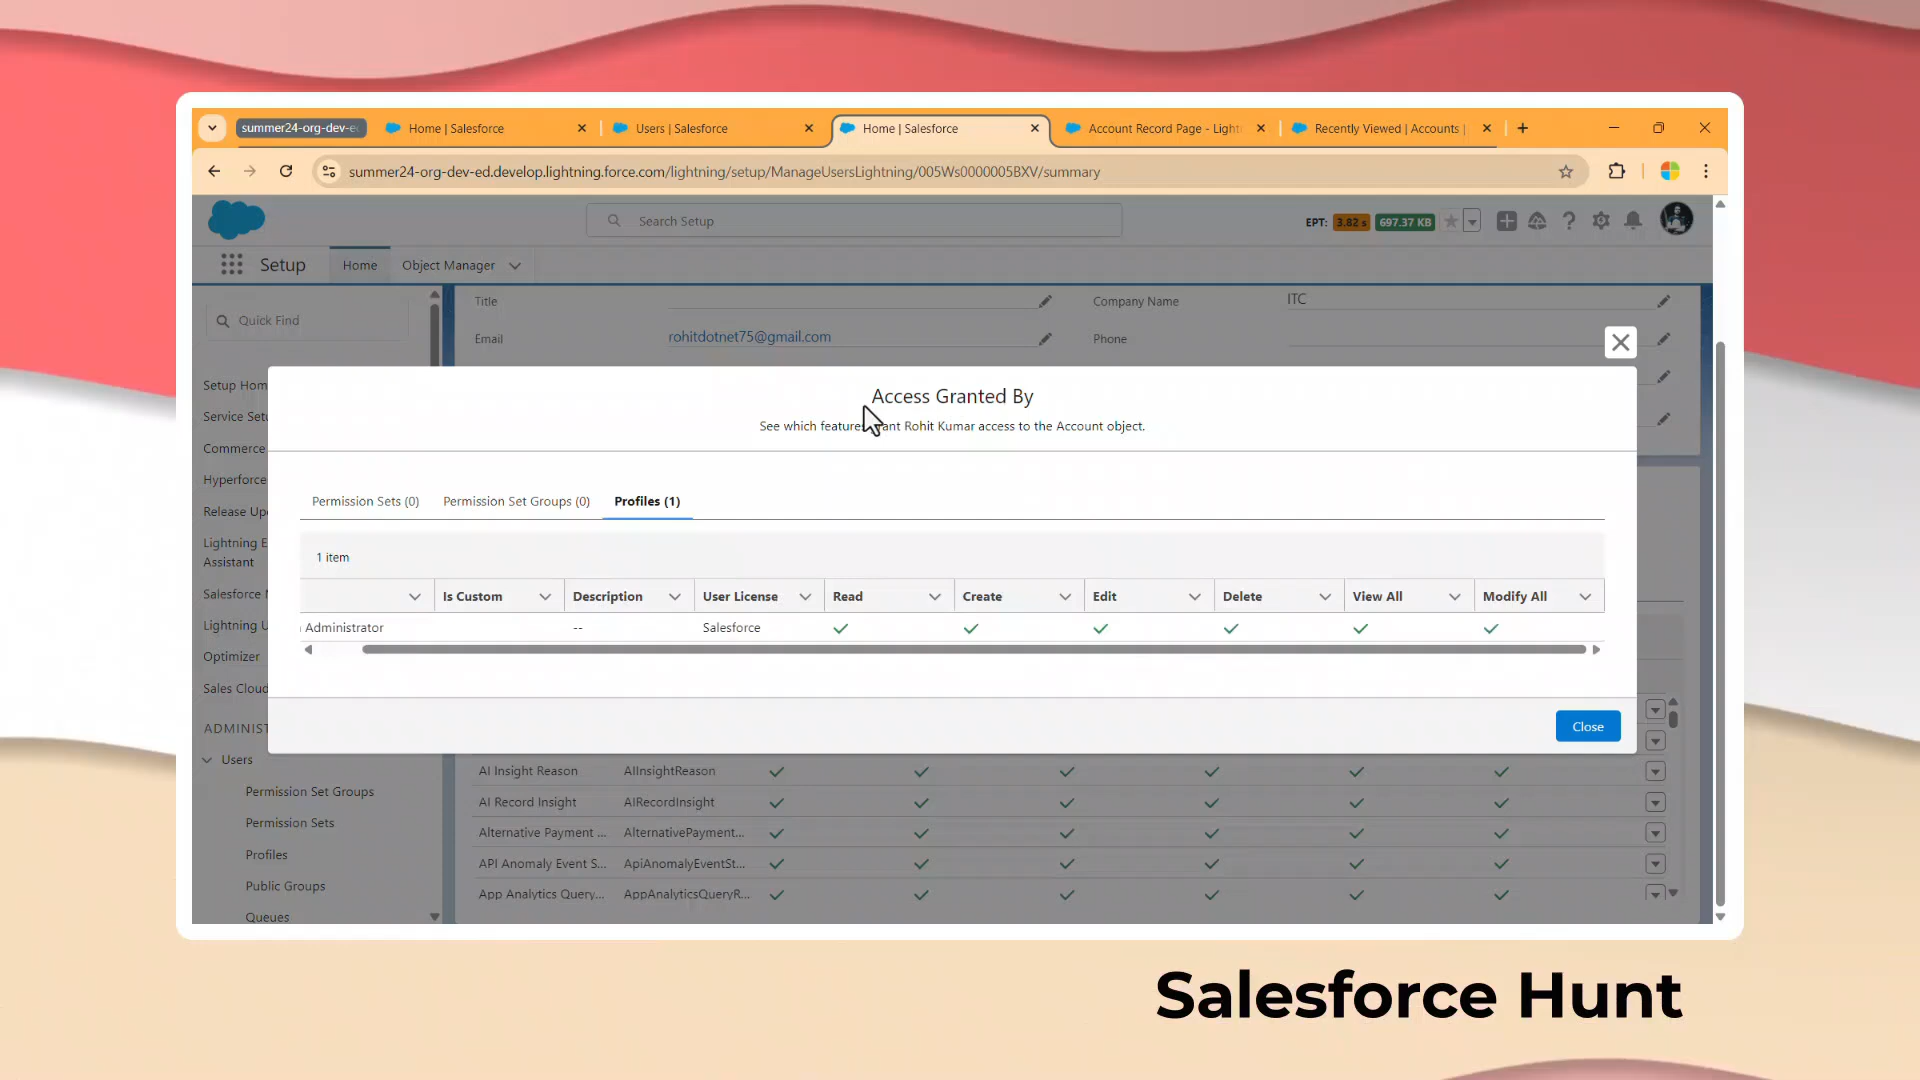 summer24-org-dev-ed
Home | Salesforce
Users | Salesforce
Home | Salesforce
Account Record Page - Light
Recently Viewed | Accounts |
summer24-org-dev-ed.develop.lightning.force.com/lightning/setup/ManageUsersLightning/005Ws0000005BXV/summary
Search Setup
EPT: 3.82 s 697.37 KB
Setup
Home
Object Manager
Quick Find
Title
Company Name
ITC
Email
rohitdotnet75@gmail.com
Phone
Setup Hom
Service Setu
Commerce
Hyperforce
Release Up
Lightning E
Assistant
Salesforce
Lightning U
Optimizer
Sales Cloud
ADMINIST
Users
Permission Set Groups
Permission Sets
Profiles
Public Groups
Queues
Access Granted By
See which features grant Rohit Kumar access to the Account object.
Permission Sets (0)
Permission Set Groups (0)
Profiles (1)
1 item
Is Custom
Description
User License
Read
Create
Edit
Delete
View All
Modify All
Administrator
--
Salesforce
Close
AI Insight Reason AIInsightReason
AI Record Insight AIRecordInsight
Alternative Payment ... AlternativePayment...
API Anomaly Event S... ApiAnomalyEventSt...
App Analytics Query... AppAnalyticsQueryR...
Salesforce Hunt